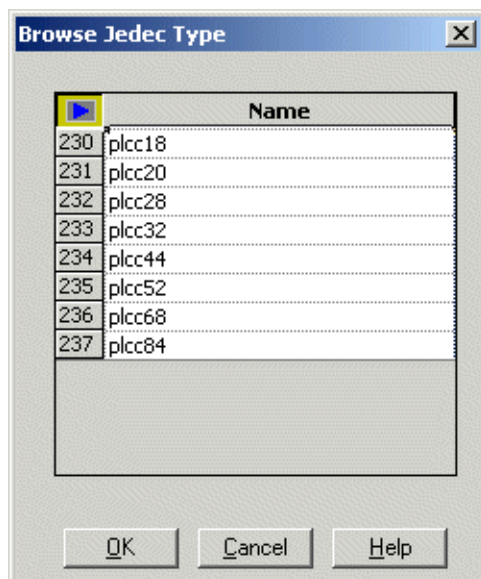 Browse Jedec Type
Name
230 plcc18
231 plcc20
232 plcc28
233 plcc32
234 plcc44
235 plcc52
236 plcc68
237 plcc84
OK Cancel Help